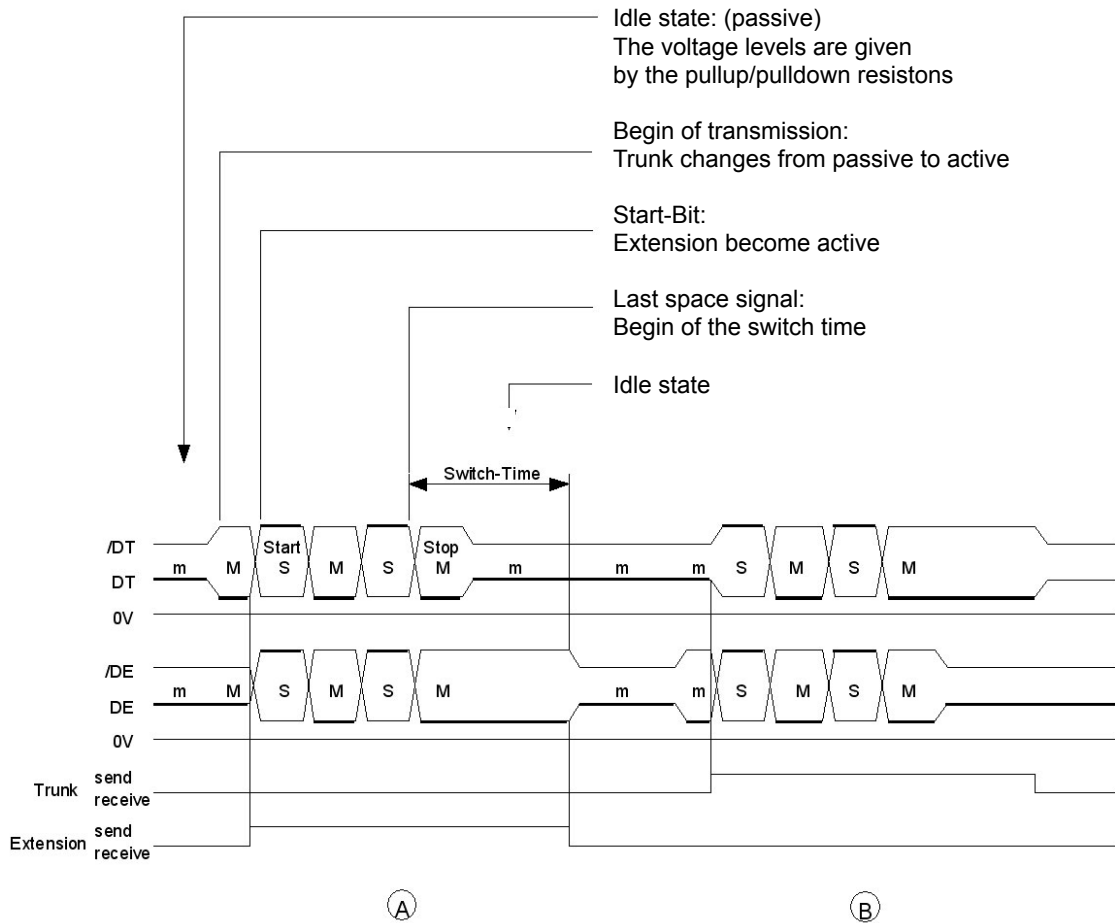 Idle state: (passive)
The voltage levels are given
by the pullup/pulldown resistons
Begin of transmission:
Trunk changes from passive to active
Start-Bit:
Extension become active
Last space signal:
Begin of the switch time
Idle state
Switch-Time
/DT
Start
Stop
m M S M S M m m m S M S M
DT
0V
/DE
m M S M S M m m S M S M
DE
0V
Trunk send
receive
Extension send
receive
A B